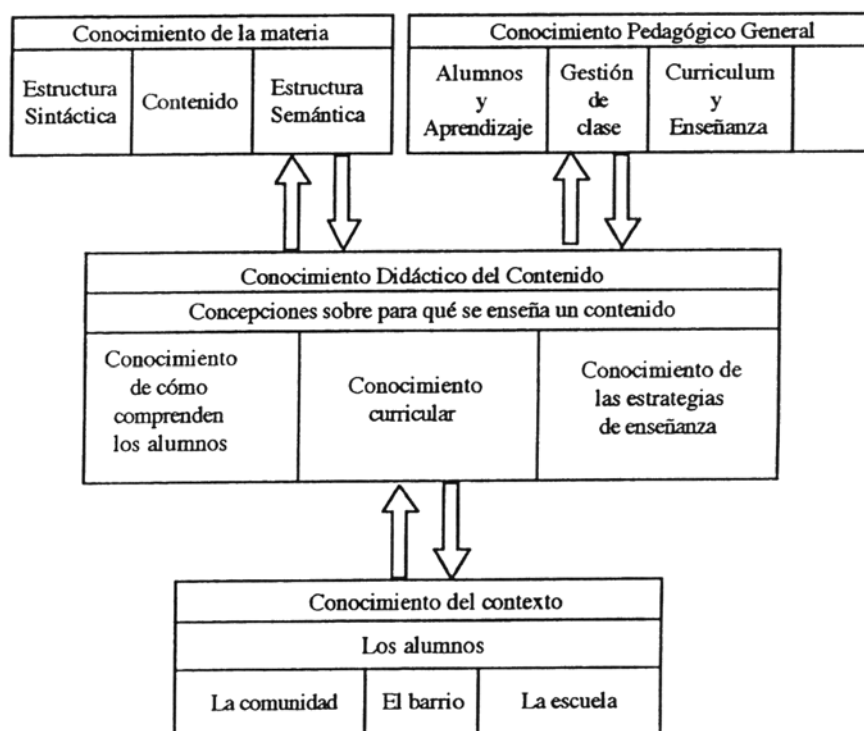 Conocimiento de la materia
Estructura
Sintáctica
Contenido
Estructura
Semántica
Conocimiento Pedagógico General
Alumnos
y
Aprendizaje
Gestión
de
clase
Curriculum
y
Enseñanza
Conocimiento Didáctico del Contenido
Concepciones sobre para qué se enseña un contenido
Conocimiento
de cómo
comprenden
los alumnos
Conocimiento
curricular
Conocimiento de
las estrategias
de enseñanza
Conocimiento del contexto
Los alumnos
La comunidad
El barrio
La escuela